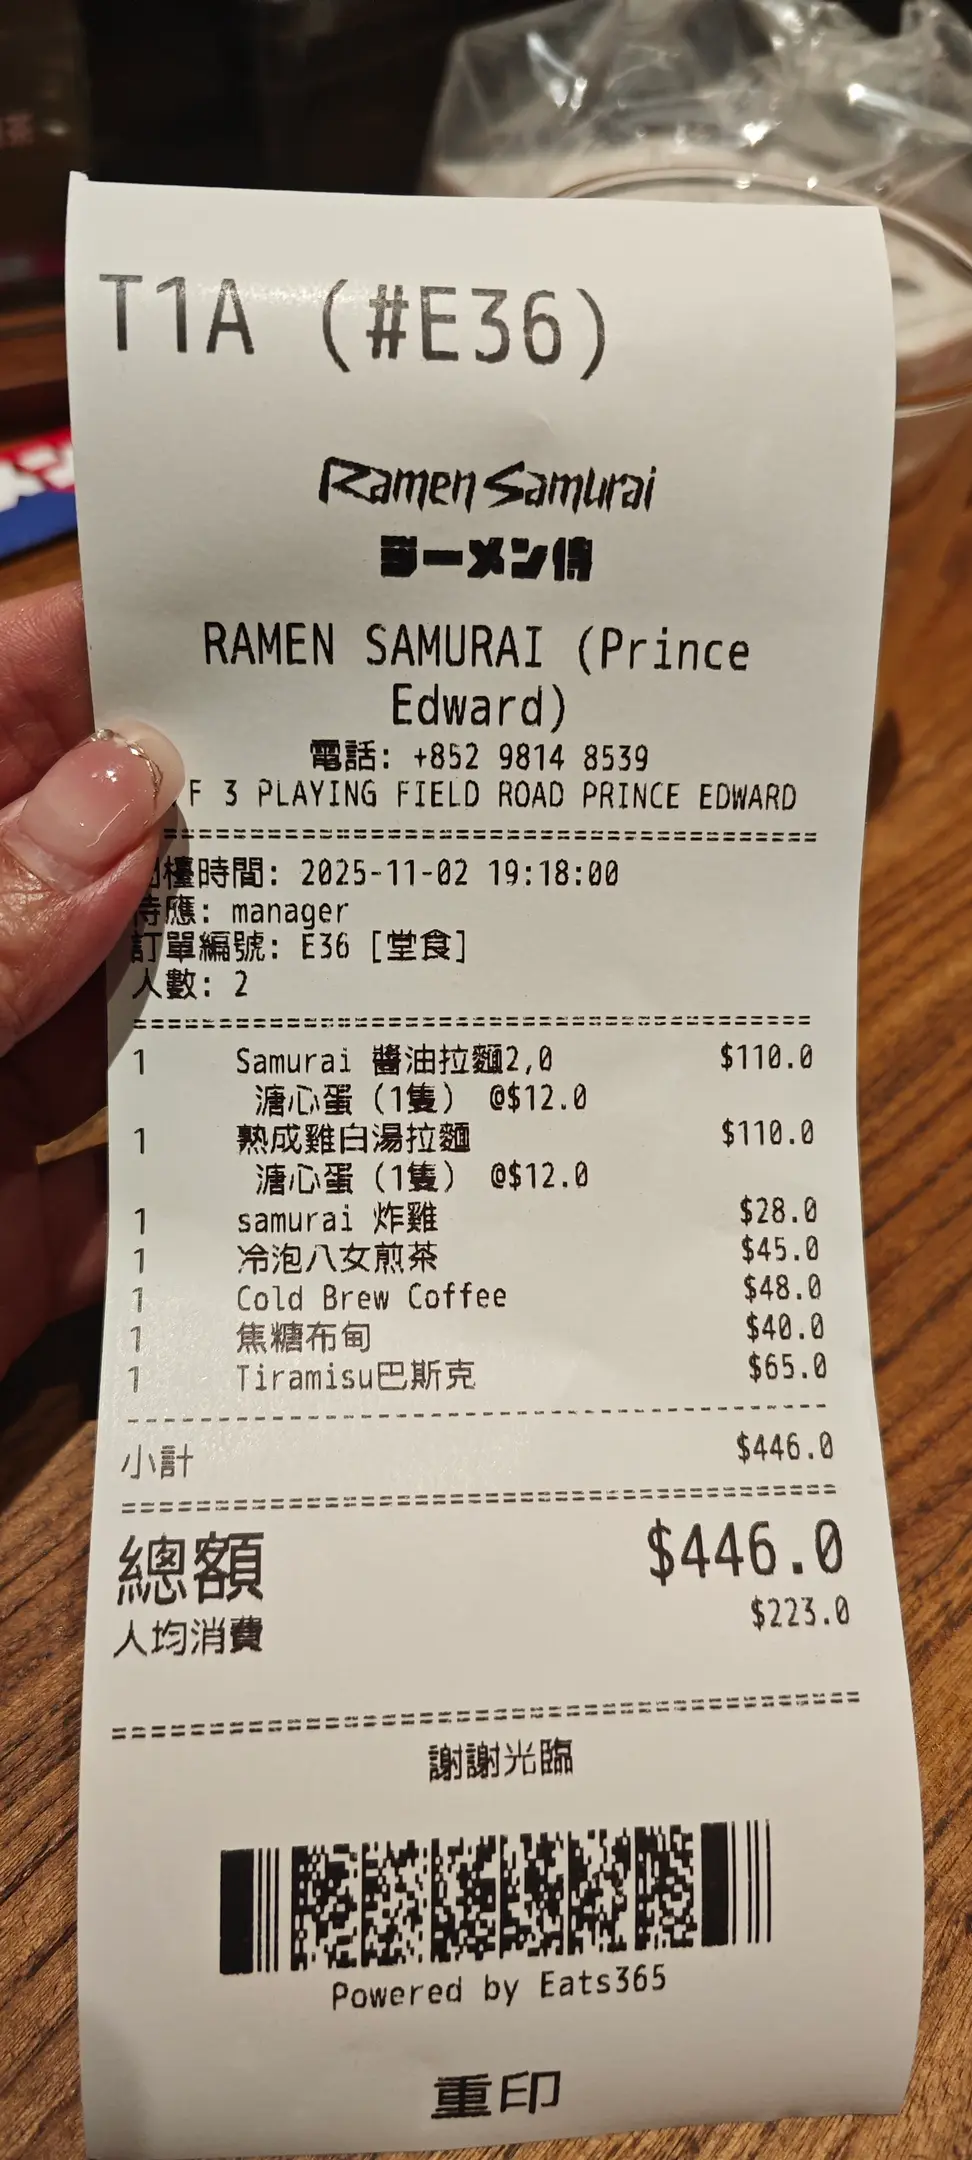 T1A (#E36)
Ramen Samurai
ラーメン侍
RAMEN SAMURAI (Prince
Edward)
電話: +852 9814 8539
/F 3 PLAYING FIELD ROAD PRINCE EDWARD
檯時間: 2025-11-02 19:18:00
侍應: manager
訂單編號: E36 [堂食]
人數: 2
1 Samurai 醬油拉麵2,0 $110.0
溏心蛋 (1隻) @$12.0
1 熟成雞白湯拉麵 $110.0
溏心蛋 (1隻) @$12.0
1 samurai 炸雞 $28.0
1 冷泡八女煎茶 $45.0
1 Cold Brew Coffee $48.0
1 焦糖布甸 $40.0
1 Tiramisu巴斯克 $65.0
小計 $446.0
總額 $446.0
人均消費 $223.0
謝謝光臨
Powered by Eats365
重印